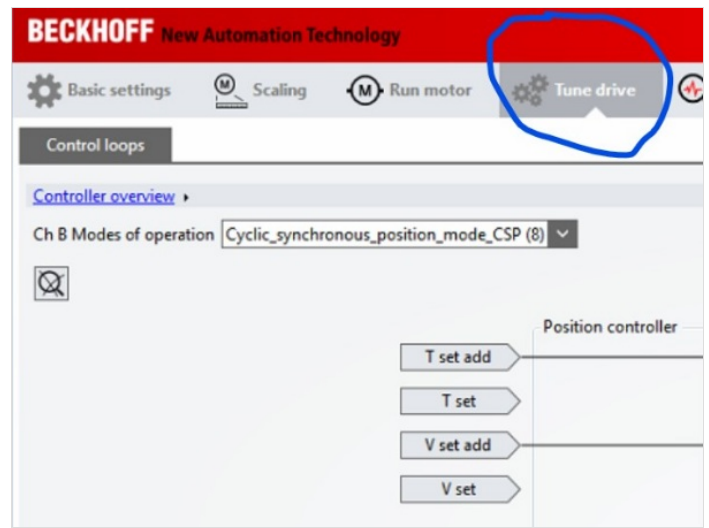 BECKHOFF New Automation Technology
Basic settings M Scaling M Run motor Tune drive
Control loops
Controller overview
Ch B Modes of operation Cyclic_synchronous_position_mode_CSP (8)
Position controller
T set add
T set
V set add
V set